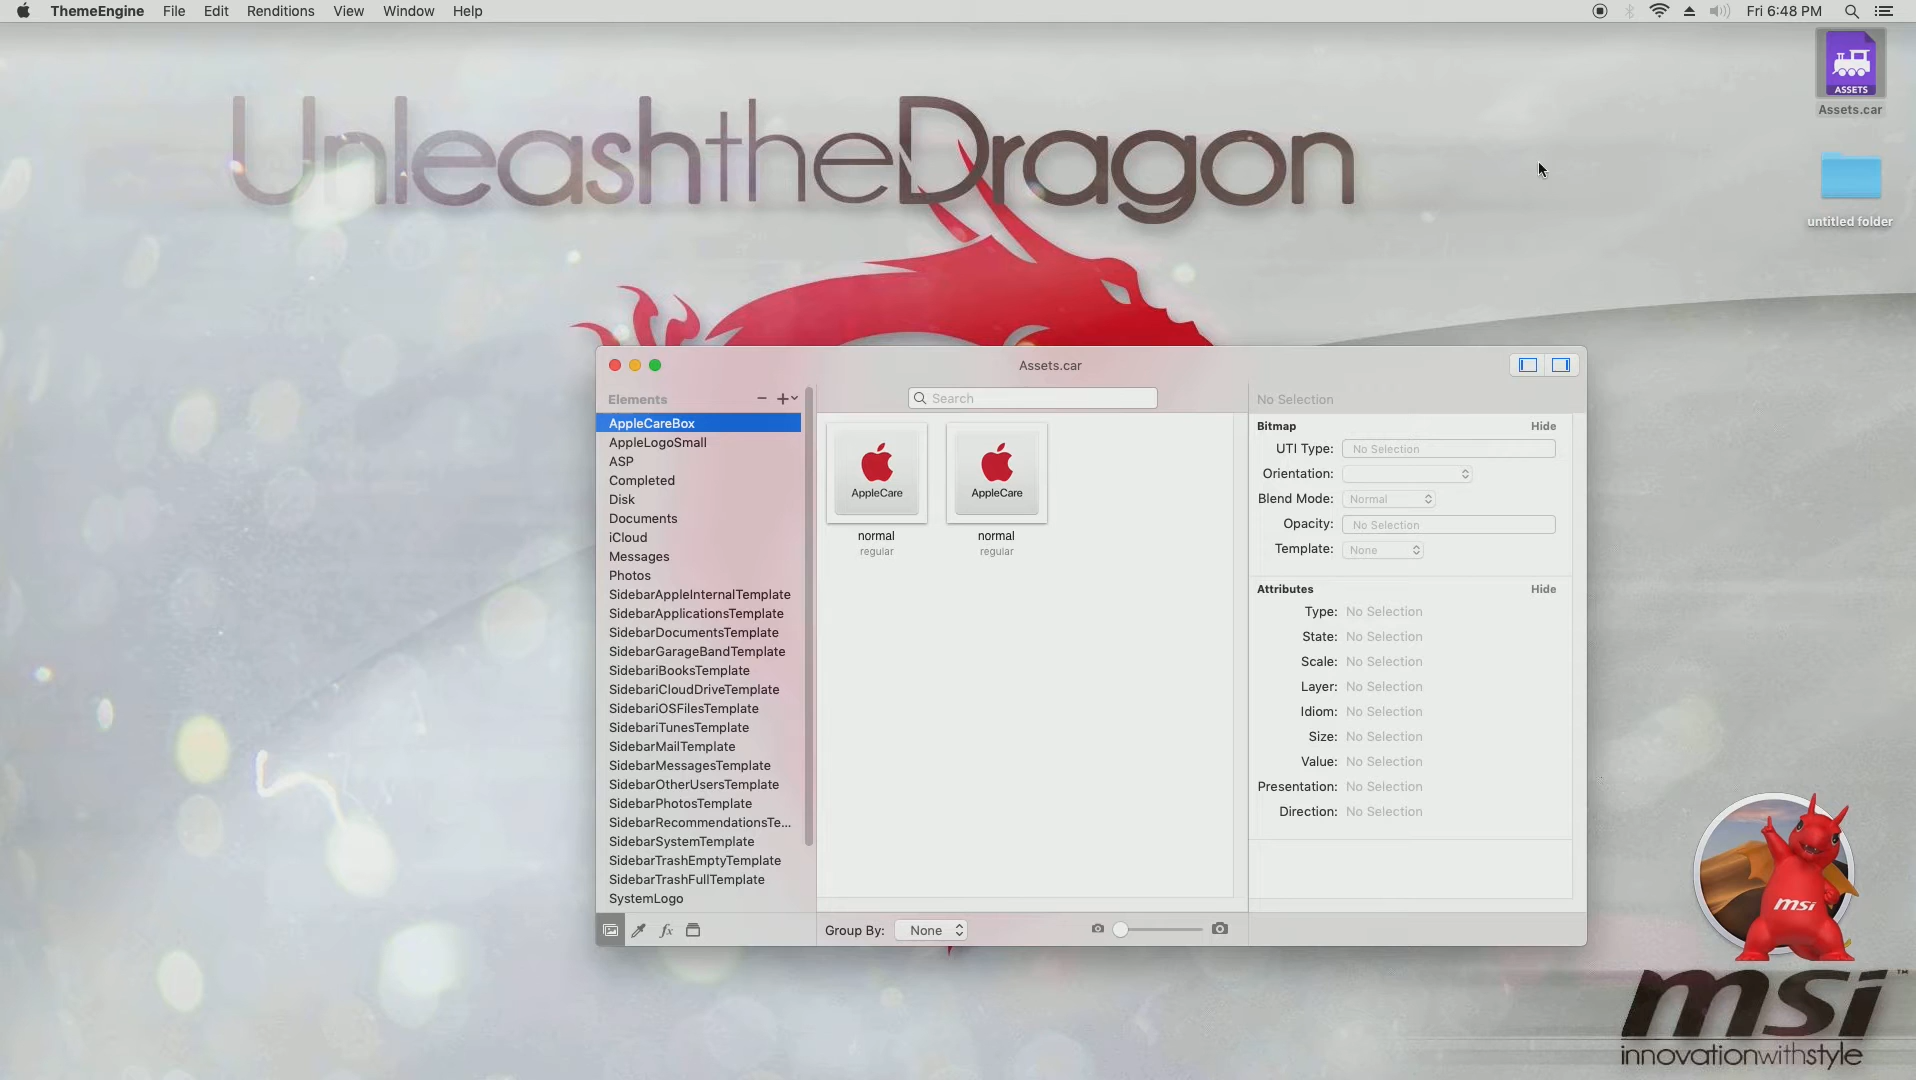 ThemeEngine File Edit Renditions View Window Help Fri 6:48 PM
UnleashtheDragon
ASSETS
Assets.car
untitled folder
Assets.car
Elements
Search
No Selection
AppleCareBox
AppleLogoSmall
ASP
Completed
Disk
Documents
iCloud
Messages
Photos
SidebarAppleInternalTemplate
SidebarApplicationsTemplate
SidebarDocumentsTemplate
SidebarGarageBandTemplate
SidebariBooksTemplate
SidebariCloudDriveTemplate
SidebariOSFilesTemplate
SidebariTunesTemplate
SidebarMailTemplate
SidebarMessagesTemplate
SidebarOtherUsersTemplate
SidebarPhotosTemplate
SidebarRecommendationsTe...
SidebarSystemTemplate
SidebarTrashEmptyTemplate
SidebarTrashFullTemplate
SystemLogo
AppleCare AppleCare
normal normal
regular regular
Bitmap Hide
UTI Type: No Selection
Orientation:
Blend Mode: Normal
Opacity: No Selection
Template: None
Attributes Hide
Type: No Selection
State: No Selection
Scale: No Selection
Layer: No Selection
Idiom: No Selection
Size: No Selection
Value: No Selection
Presentation: No Selection
Direction: No Selection
fx
Group By: None
msi
msi™
innovationwithstyle